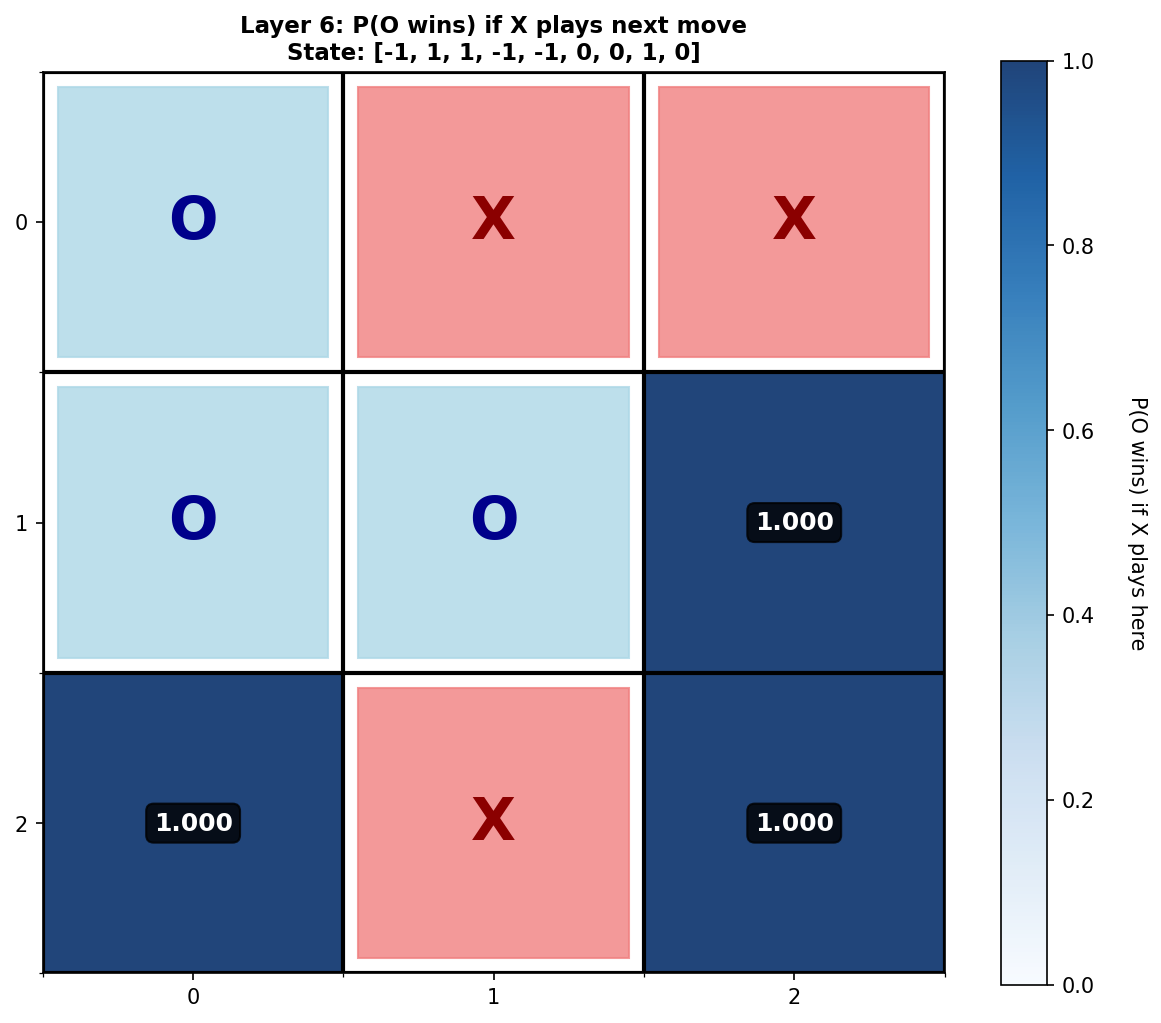 Layer 6: P(O wins) if X plays next move
State: [-1, 1, 1, -1, -1, 0, 0, 1, 0]
0
O
X
X
1
O
O
1.000
2
1.000
X
1.000
0
1
2
1.0
0.8
0.6
0.4
0.2
0.0
P(O wins) if X plays here